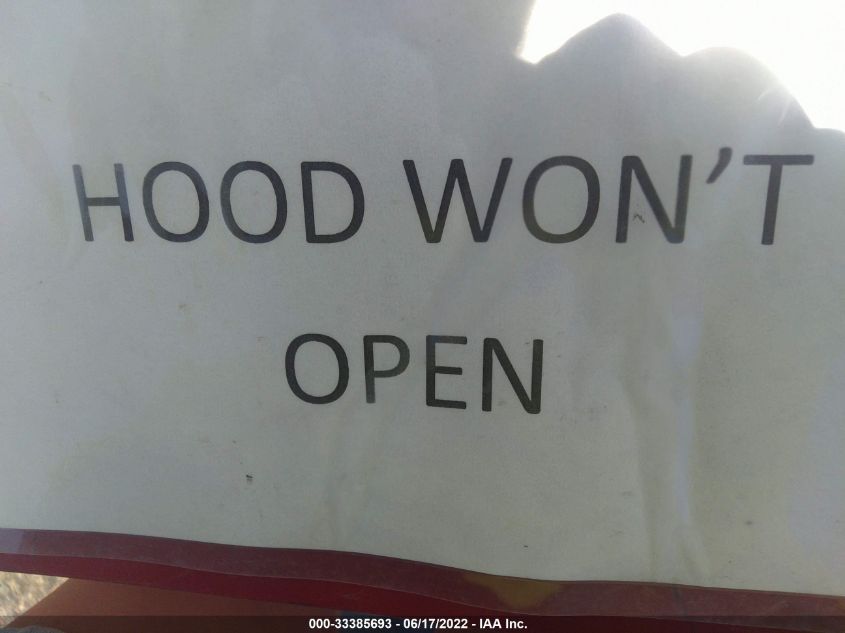 HOOD WON'T
OPEN
000-33385693 - 06/17/2022 - IAA Inc.